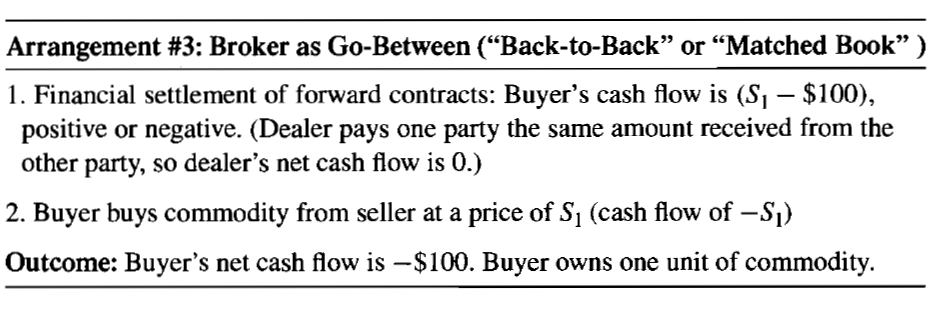 Arrangement #3: Broker as Go-Between (“Back-to-Back” or “Matched Book” )
1. Financial settlement of forward contracts: Buyer’s cash flow is (S₁ − $100),
positive or negative. (Dealer pays one party the same amount received from the
other party, so dealer’s net cash flow is 0.)
2. Buyer buys commodity from seller at a price of S₁ (cash flow of −S₁)
Outcome: Buyer’s net cash flow is −$100. Buyer owns one unit of commodity.